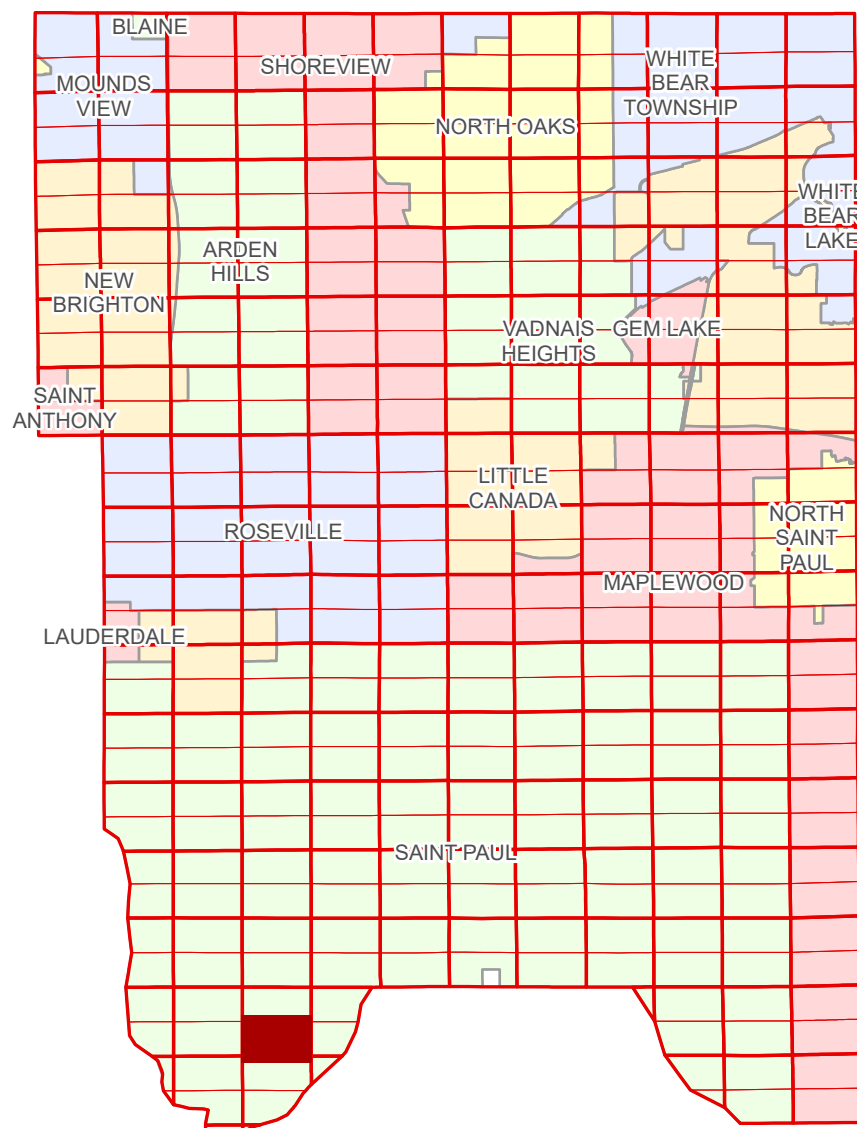 BLAINE
SHOREVIEW
WHITE
BEAR
TOWNSHIP
MOUNDS
VIEW
NORTH OAKS
WHITE
BEAR
LAKE
ARDEN
HILLS
NEW
BRIGHTON
VADNAIS
HEIGHTS
GEM LAKE
SAINT
ANTHONY
LITTLE
CANADA
NORTH
SAINT
PAUL
ROSEVILLE
MAPLEWOOD
LAUDERDALE
SAINT PAUL